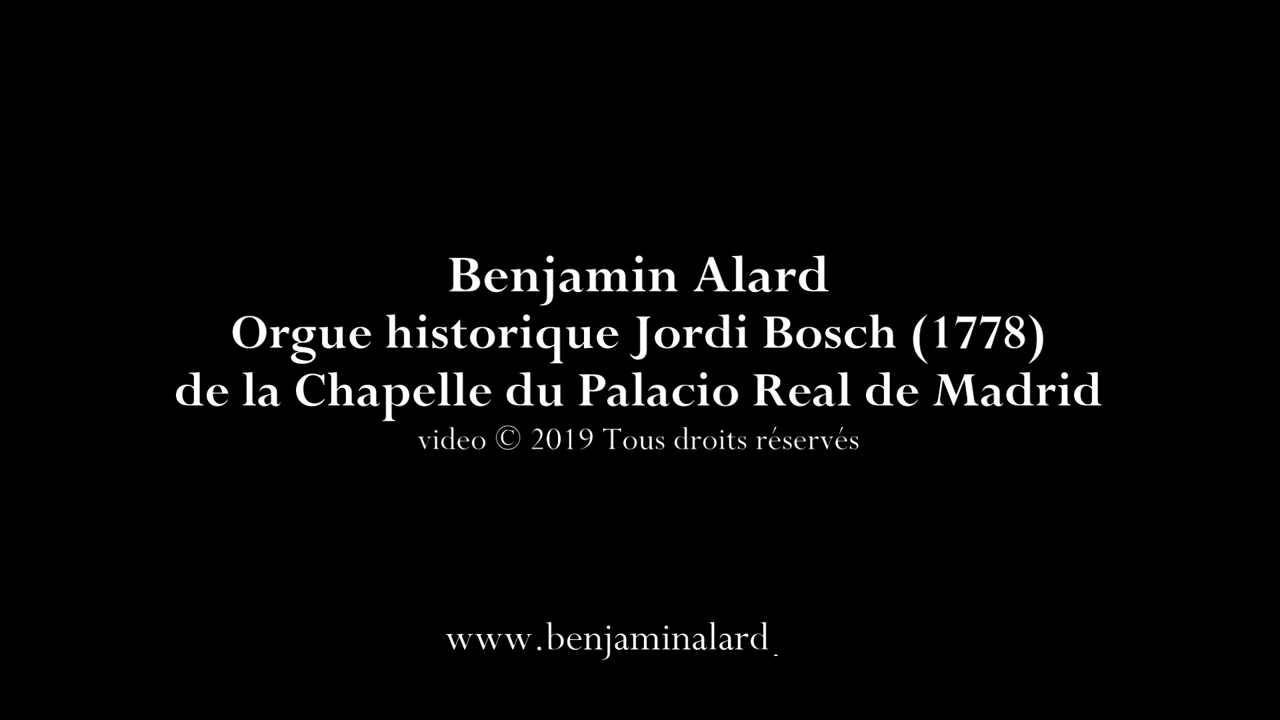 Benjamin Alard
Orgue historique Jordi Bosch (1778)
de la Chapelle du Palacio Real de Madrid
video © 2019 Tous droits réservés
www.benjaminalard.